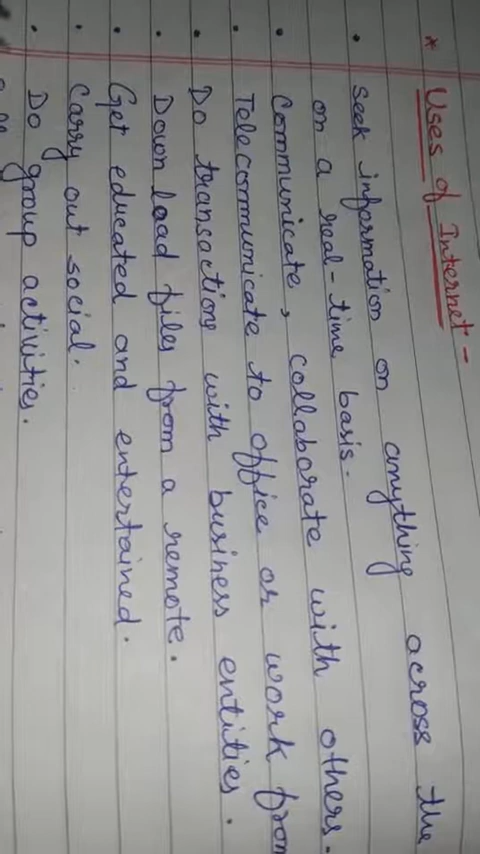 * Uses of Internet -
• Seek information on anything across the
on a real-time basis.
• Communicate, collaborate with others.
• Telecommunicate to office or work from
• Do transactions with business entities.
• Down load files from a remote.
• Get educated and entertained.
• Carry out social.
• Do group activities.